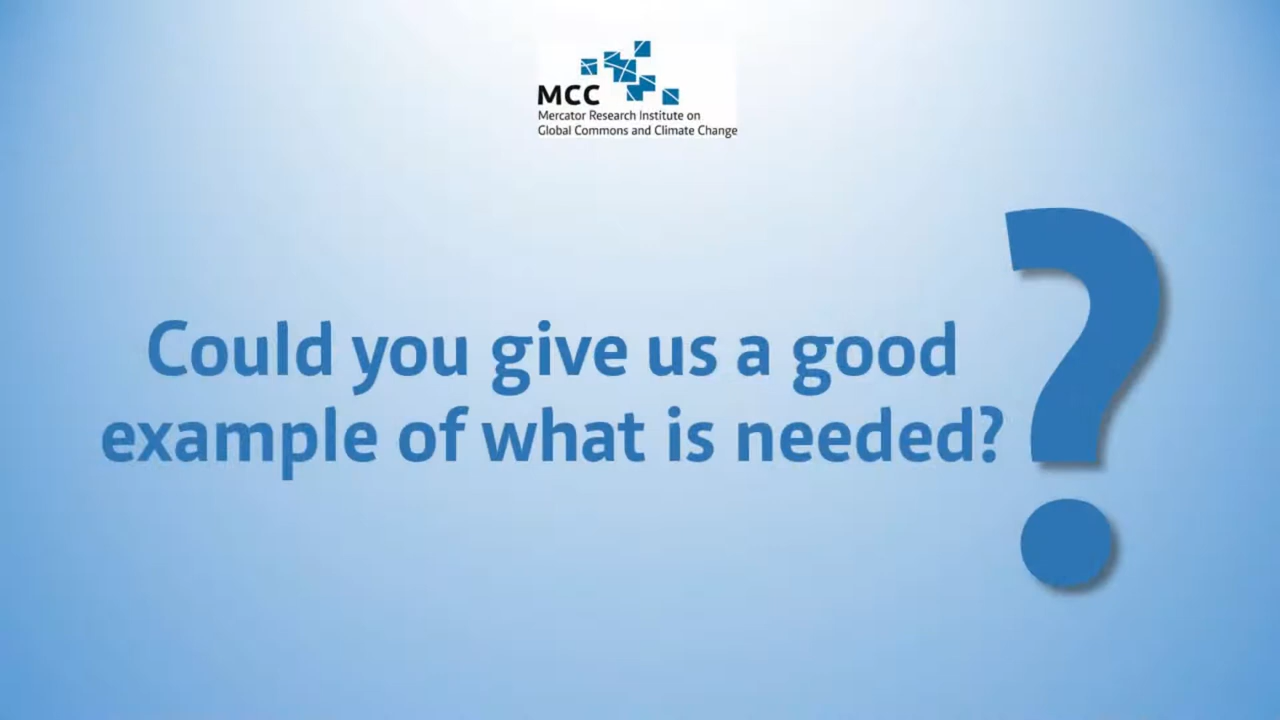 MCC
Mercator Research Institute on
Global Commons and Climate Change
Could you give us a good
example of what is needed?
?